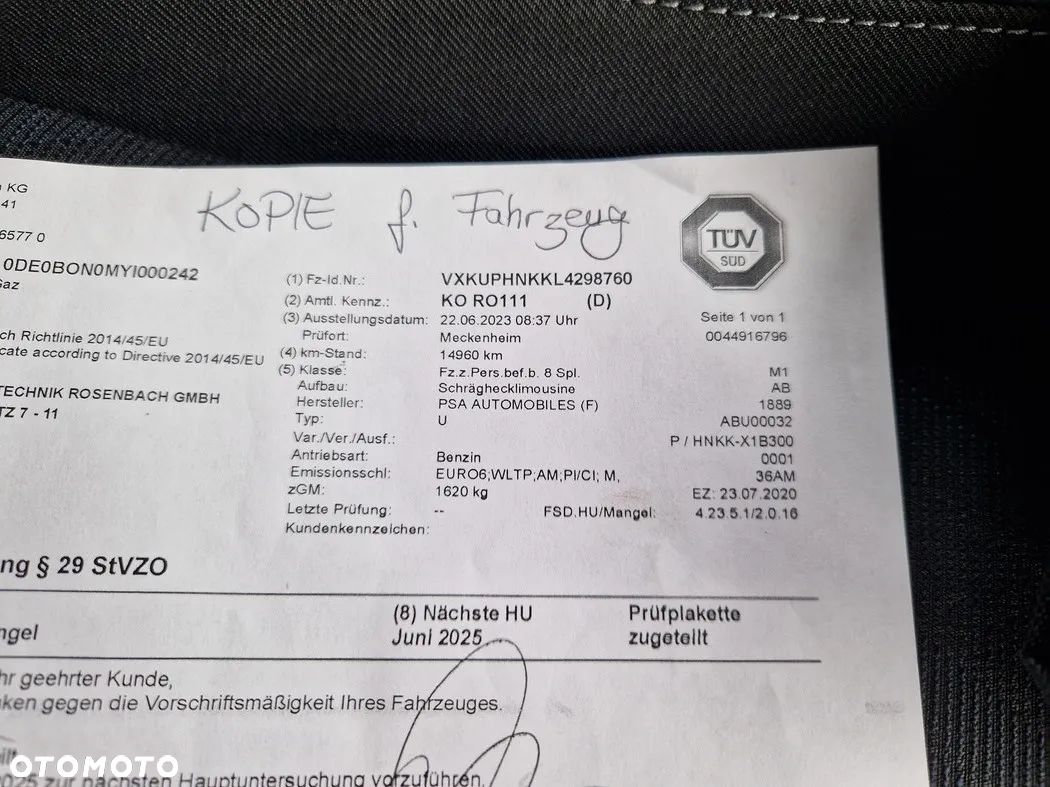 KOPIE f. Fahrzeug
TÜV
SÜD
KG
41
6577 0
0DE0BON0MYI000242
(1) Fz-Id.Nr.: VXKUPHNKKL4298760
(2) Amtl. Kennz.: KO RO111 (D)
(3) Ausstellungsdatum: 22.06.2023 08:37 Uhr Seite 1 von 1
Prüfort: Meckenheim 0044916796
ch Richtlinie 2014/45/EU
cate according to Directive 2014/45/EU
(4) km-Stand: 14960 km
(5) Klasse: Fz.z.Pers.bef.b. 8 Spl. M1
Aufbau: Schräghecklimousine AB
TECHNIK ROSENBACH GMBH
TZ 7 - 11
Hersteller: PSA AUTOMOBILES (F) 1889
Typ: U ABU00032
Var./Ver./Ausf.: P / HNKK-X1B300
Antriebsart: Benzin 0001
Emissionsschl: EURO6;WLTP;AM;PI/CI; M, 36AM
zGM: 1620 kg EZ: 23.07.2020
Letzte Prüfung: -- FSD.HU/Mangel: 4.23.5.1/2.0.16
Kundenkennzeichen:
ng § 29 StVZO
(8) Nächste HU Prüfplakette
ngel Juni 2025 zugeteilt
hr geehrter Kunde,
ken gegen die Vorschriftsmäßigkeit Ihres Fahrzeuges.
2025 zur nächsten Hauptuntersuchung vorzuführen.
OTOMOTO